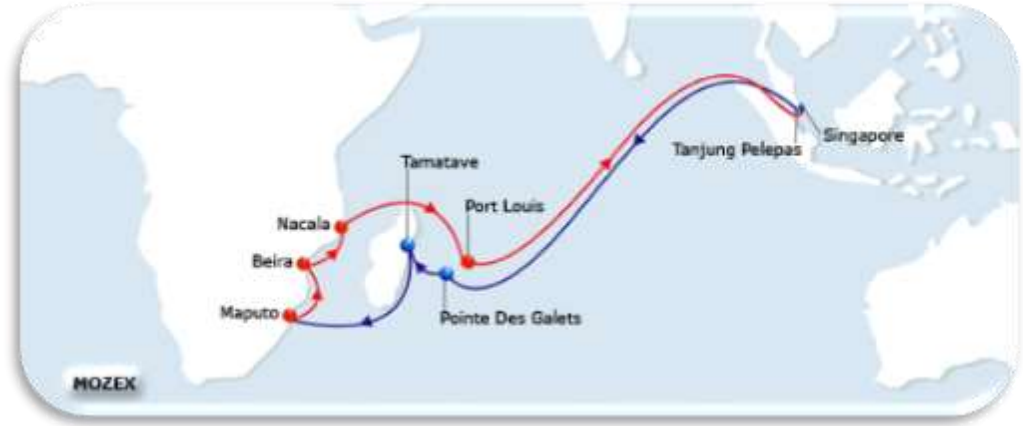 Singapore
Tanjung Pelepas
Tamatave
Port Louis
Nacala
Beira
Maputo
Pointe Des Galets
MOZEX